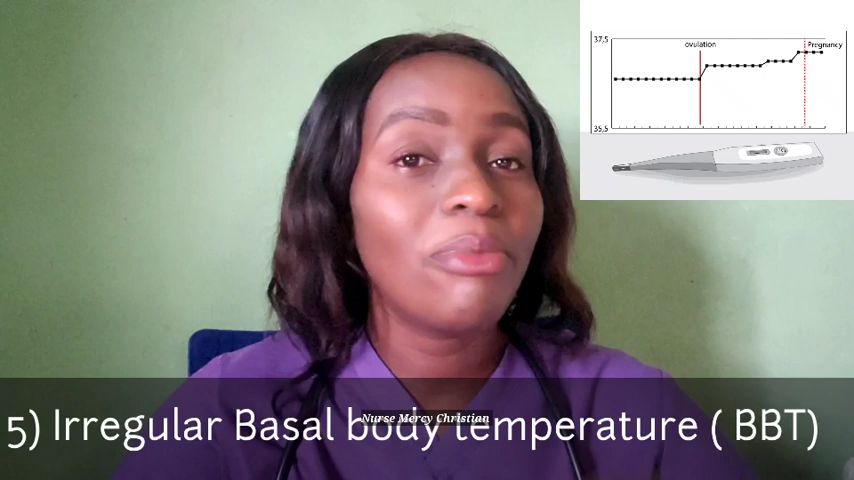 37,5
ovulation
Pregnancy
35,5
Nurse Mercy Christian
5) Irregular Basal body temperature ( BBT)